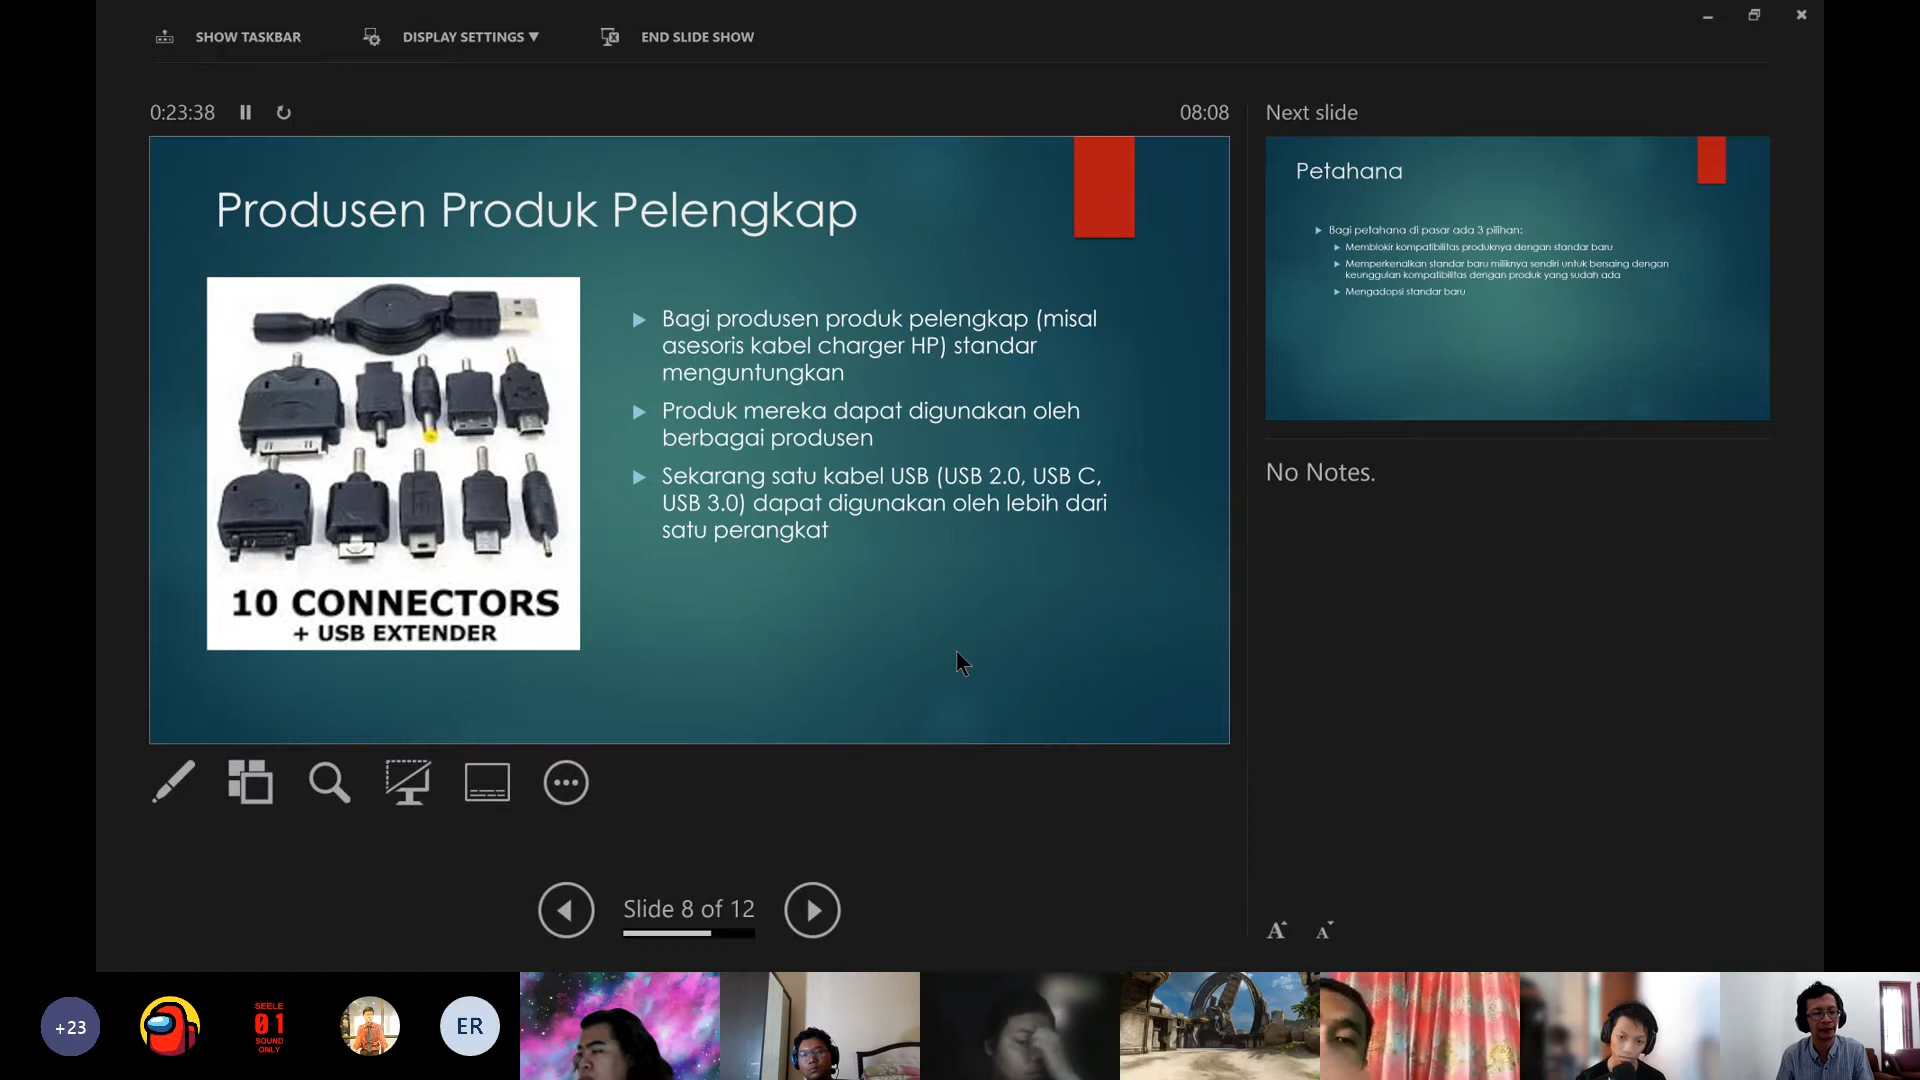 SHOW TASKBAR
DISPLAY SETTINGS ▼
END SLIDE SHOW
0:23:38
08:08
Next slide
Produsen Produk Pelengkap
10 CONNECTORS
+ USB EXTENDER
Bagi produsen produk pelengkap (misal
asesoris kabel charger HP) standar
menguntungkan
Produk mereka dapat digunakan oleh
berbagai produsen
Sekarang satu kabel USB (USB 2.0, USB C,
USB 3.0) dapat digunakan oleh lebih dari
satu perangkat
Petahana
Bagi petahana di pasar ada 3 pilihan:
Memblokir kompatibilitas produknya dengan standar baru
Memperkenalkan standar baru miliknya sendiri untuk bersaing dengan
keunggulan kompatibilitas dengan produk yang sudah ada
Mengadopsi standar baru
No Notes.
Slide 8 of 12
A A
+23
SEELE
01
SOUND
ONLY
ER